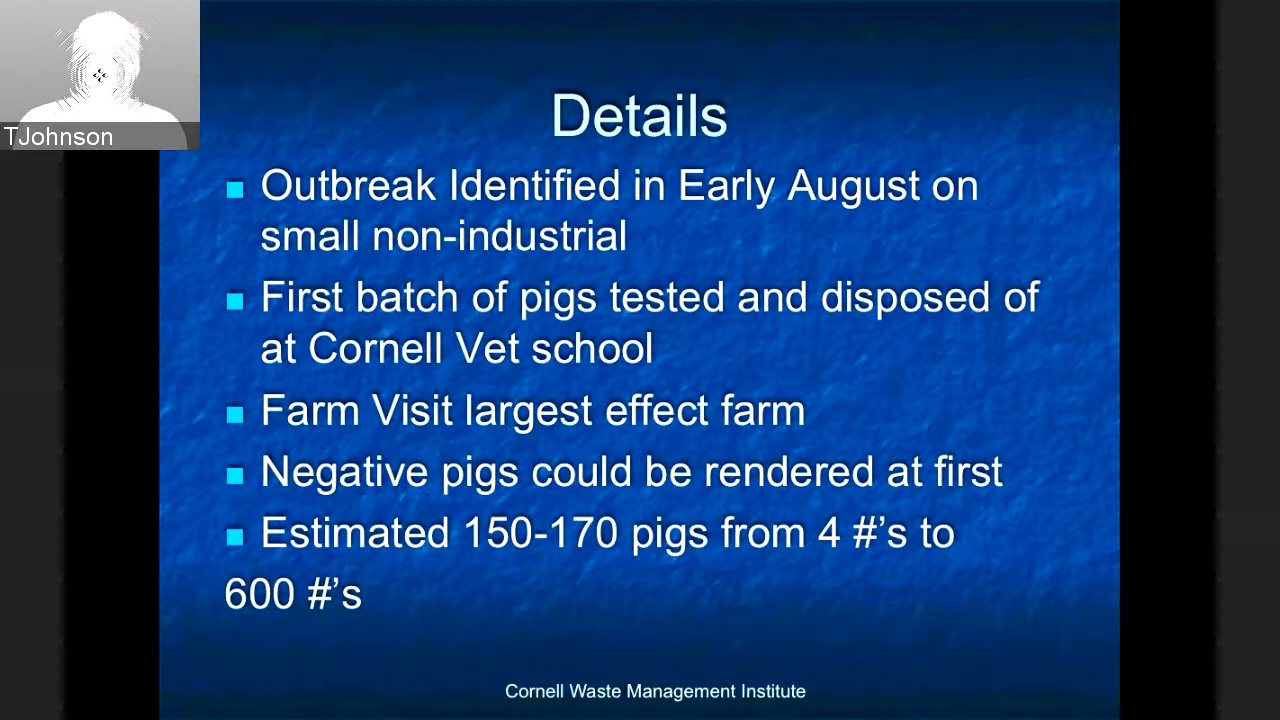 TJohnson
Details
Outbreak Identified in Early August on
small non-industrial
First batch of pigs tested and disposed of
at Cornell Vet school
Farm Visit largest effect farm
Negative pigs could be rendered at first
Estimated 150-170 pigs from 4 #’s to
600 #’s
Cornell Waste Management Institute